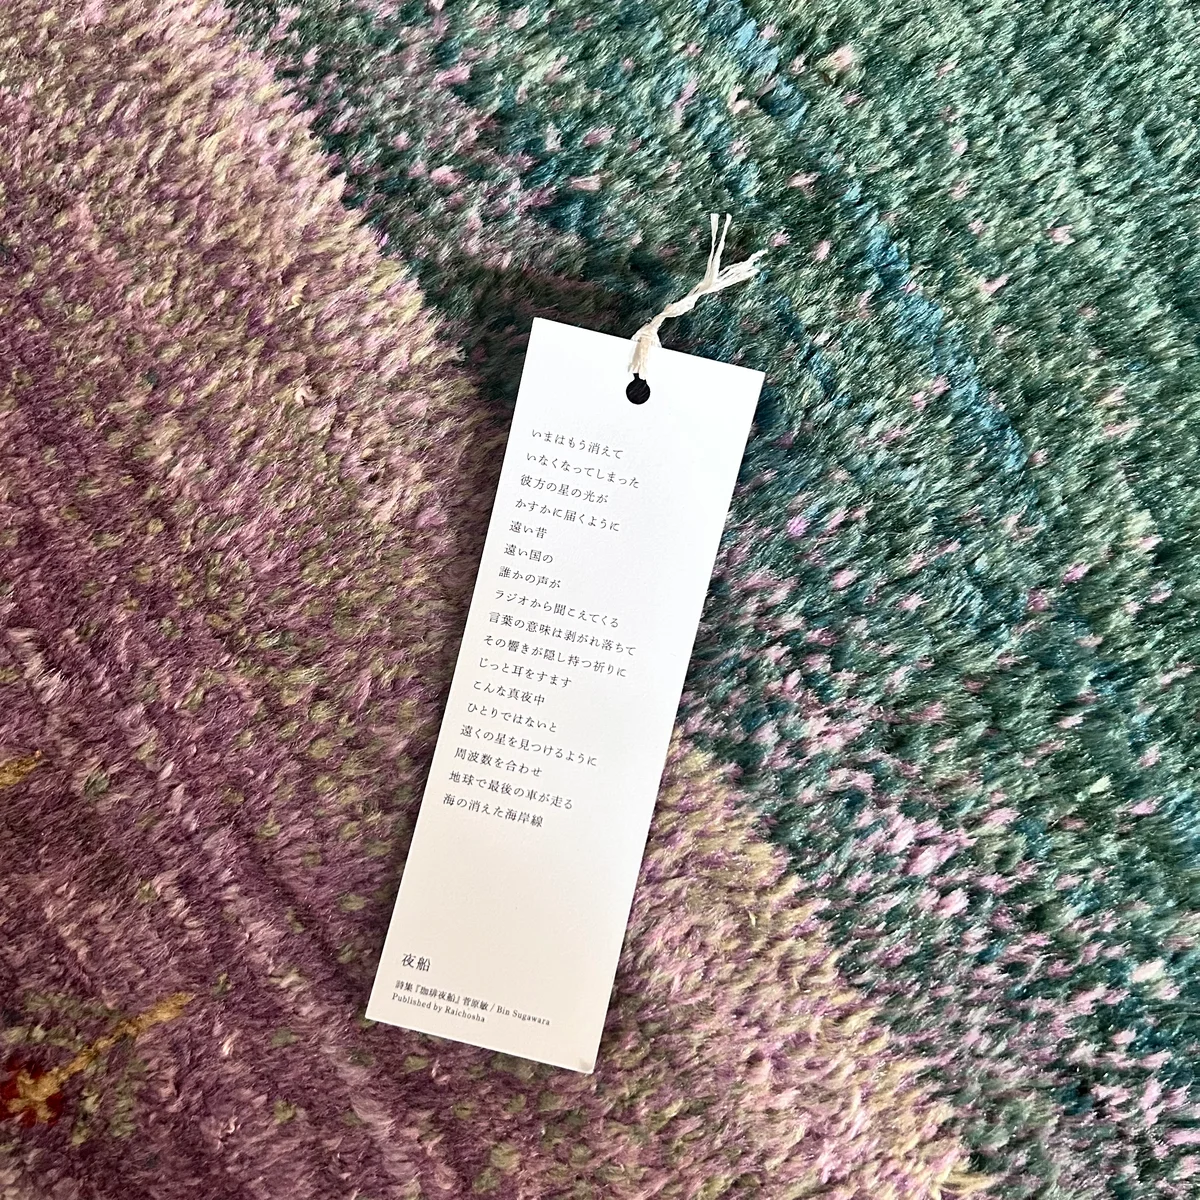 いまはもう消えて
いなくなってしまった
彼方の星の光が
かすかに届くように
遠い昔
遠い国の
誰かの声が
ラジオから聞こえてくる
言葉の意味は剥がれ落ちて
その響きが隠し持つ祈りに
じっと耳をすます
こんな真夜中
ひとりではないと
遠くの星を見つけるように
周波数を合わせ
地球で最後の車が走る
海の消えた海岸線
夜船
詩集『珈琲夜船』菅原敏 / Bin Sugawara
Published by Raichosha